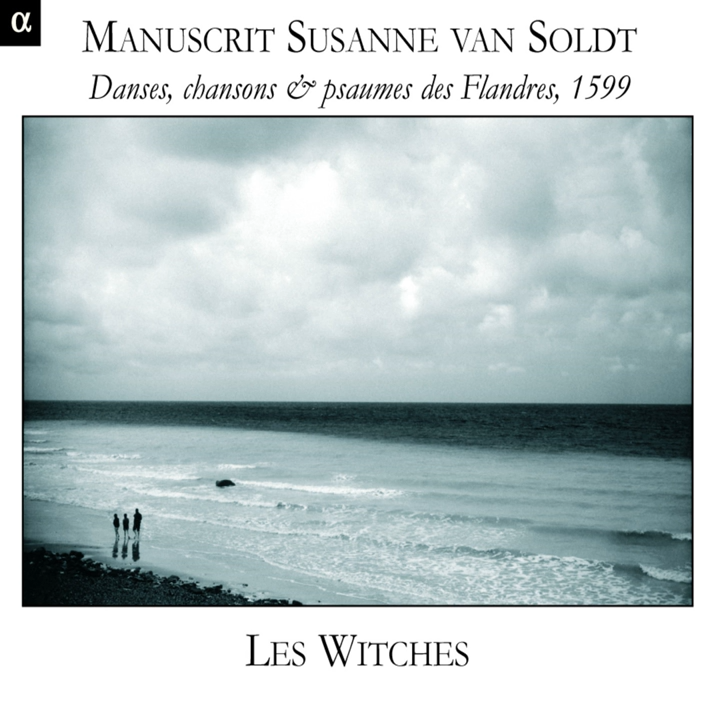 α
MANUSCRIT SUSANNE VAN SOLDT
Danses, chansons & psaumes des Flandres, 1599
LES WITCHES